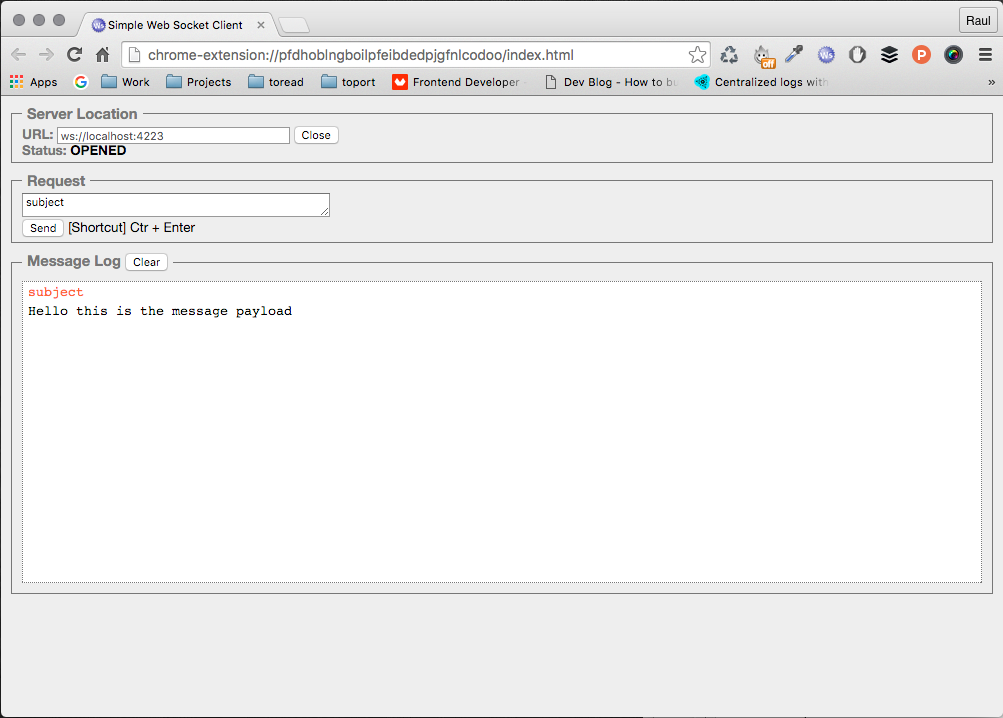 Simple Web Socket Client
Raul
chrome-extension://pfdhoblngboilpfeibdedpjgfnlcodoo/index.html
Ws
off
P
Apps
G
Work
Projects
toread
toport
Frontend Developer
Dev Blog - How to bu
Centralized logs with
»
Server Location
URL: ws://localhost:4223 Close
Status: OPENED
Request
subject
Send [Shortcut] Ctr + Enter
Message Log Clear
subject
Hello this is the message payload